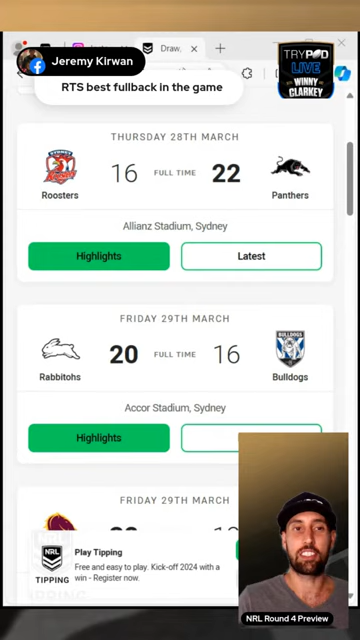 Jeremy Kirwan
RTS best fullback in the game
Draw,
TRYPOD
LIVE
WINNY
CLARKEY
THURSDAY 28TH MARCH
16 FULL TIME 22
Roosters Panthers
Allianz Stadium, Sydney
Highlights Latest
FRIDAY 29TH MARCH
20 FULL TIME 16
BULLDOGS
Rabbitohs Bulldogs
Accor Stadium, Sydney
Highlights
FRIDAY 29TH MARCH
NRL
TIPPING
Play Tipping
Free and easy to play. Kick-off 2024 with a
win - Register now.
NRL Round 4 Preview